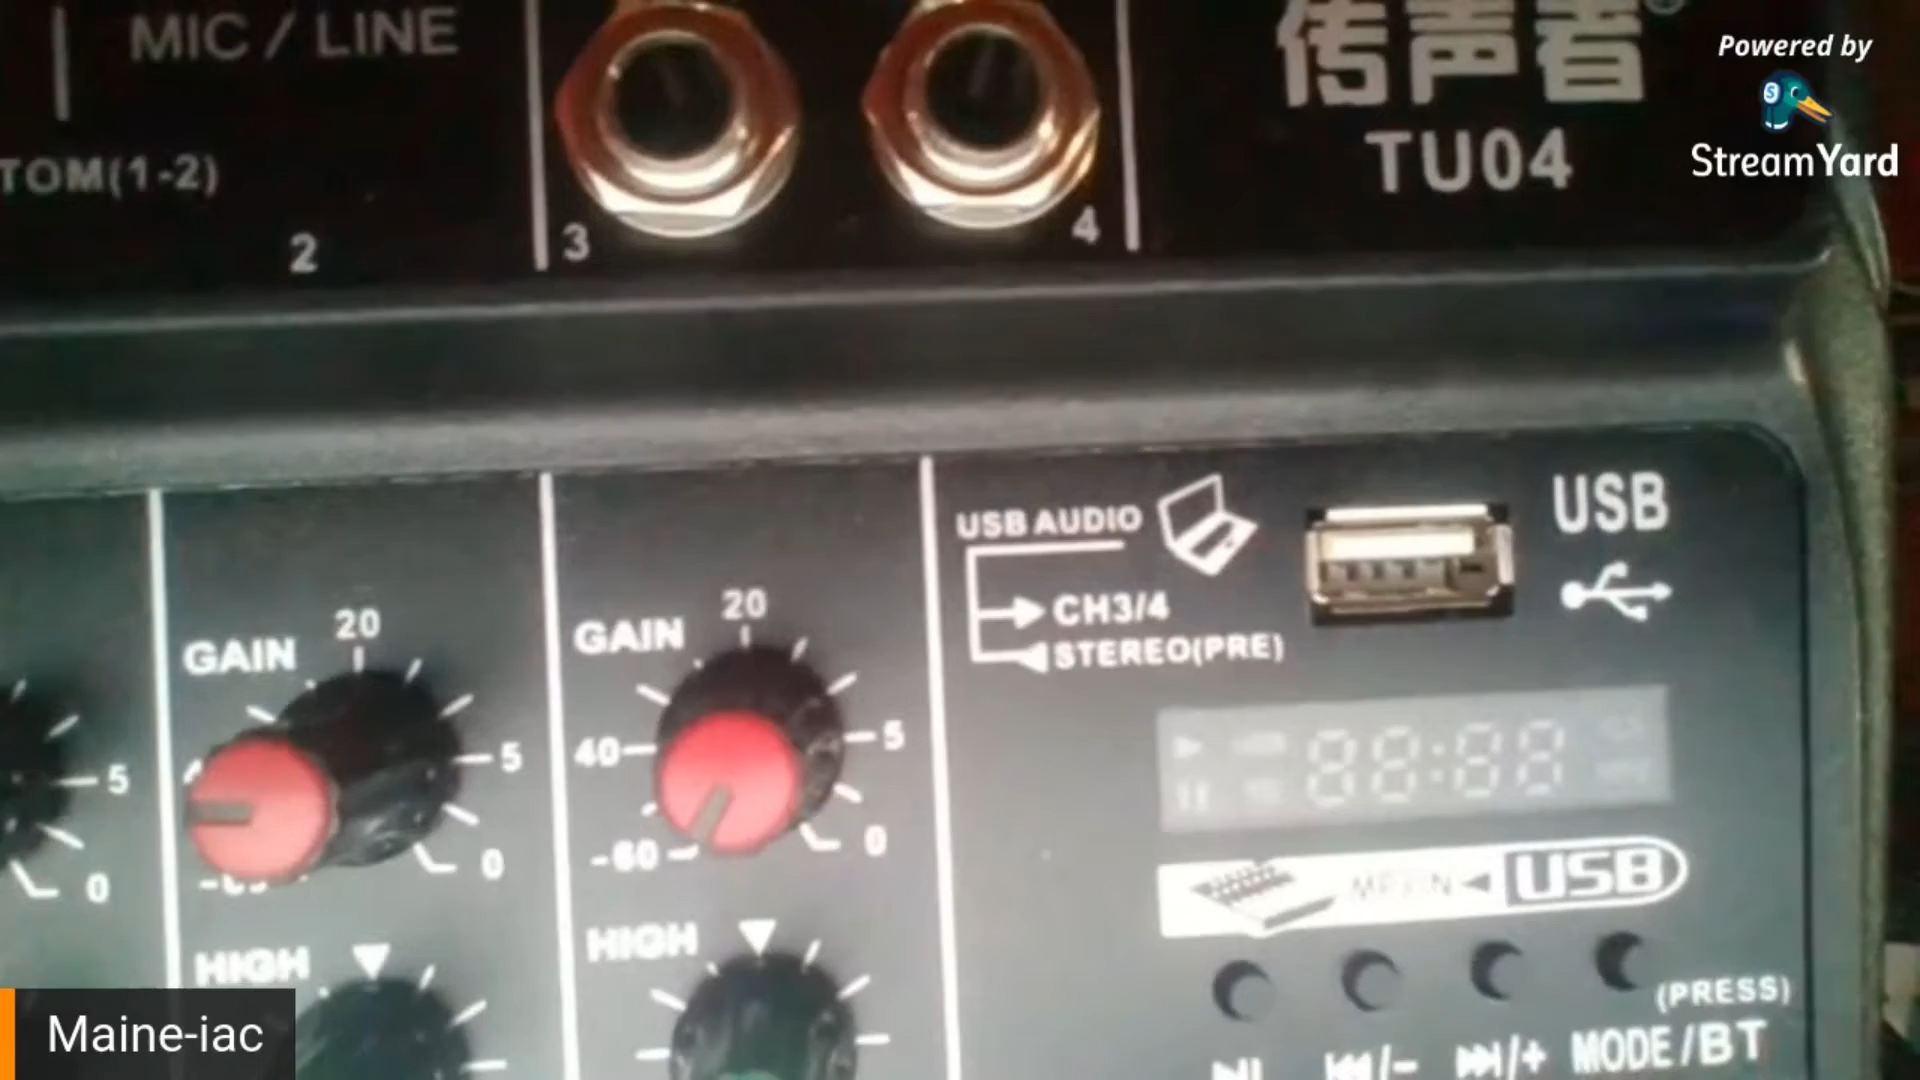 MIC / LINE
TOM(1-2)
2
3
4
传声者
TU04
Powered by
StreamYard
USB AUDIO
CH3/4
STEREO(PRE)
USB
GAIN
20
5
0
GAIN
20
40
5
-60
0
5
0
88:88
USB
HIGH
HIGH
(PRESS)
MODE/BT
Maine-iac